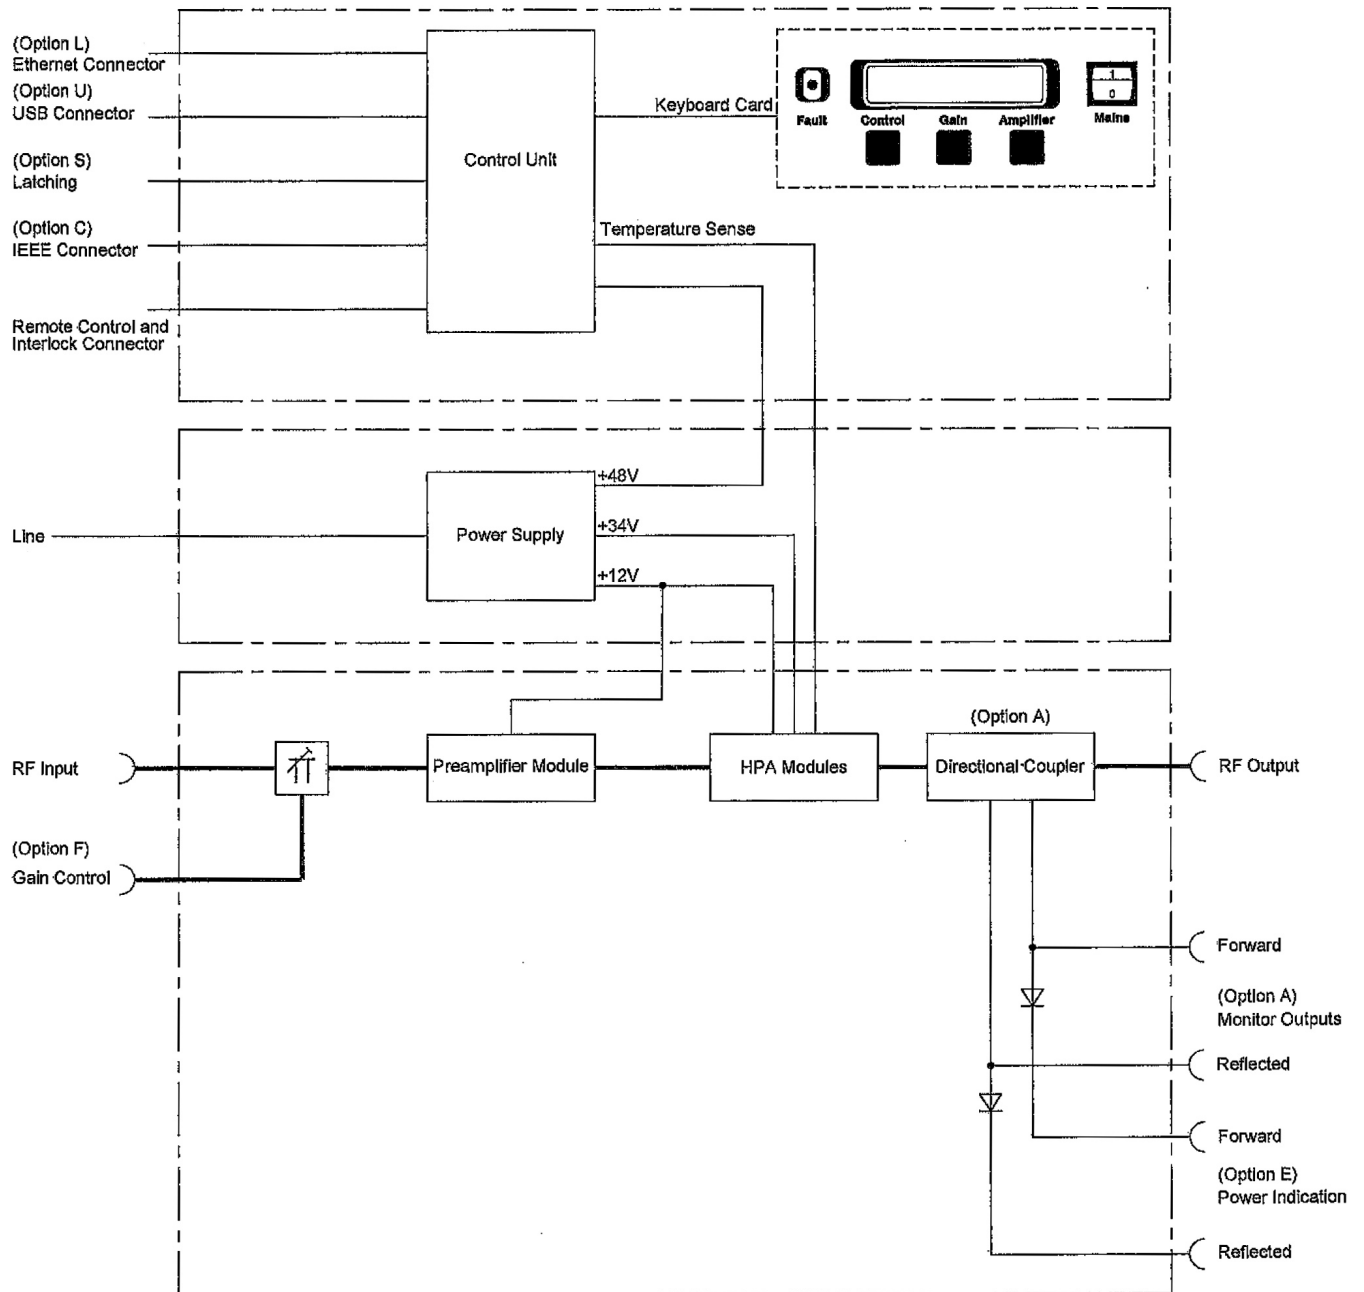 (Option L)
Ethernet Connector
(Option U)
USB Connector
(Option S)
Latching
(Option C)
IEEE Connector
Remote Control and
Interlock Connector
Control Unit
Keyboard Card
Temperature Sense
Fault
Control
Gain
Amplifier
Mains
1
0
Line
Power Supply
+48V
+34V
+12V
RF Input
(Option F)
Gain Control
Preamplifier Module
HPA Modules
(Option A)
Directional Coupler
RF Output
Forward
(Option A)
Monitor Outputs
Reflected
Forward
(Option E)
Power Indication
Reflected